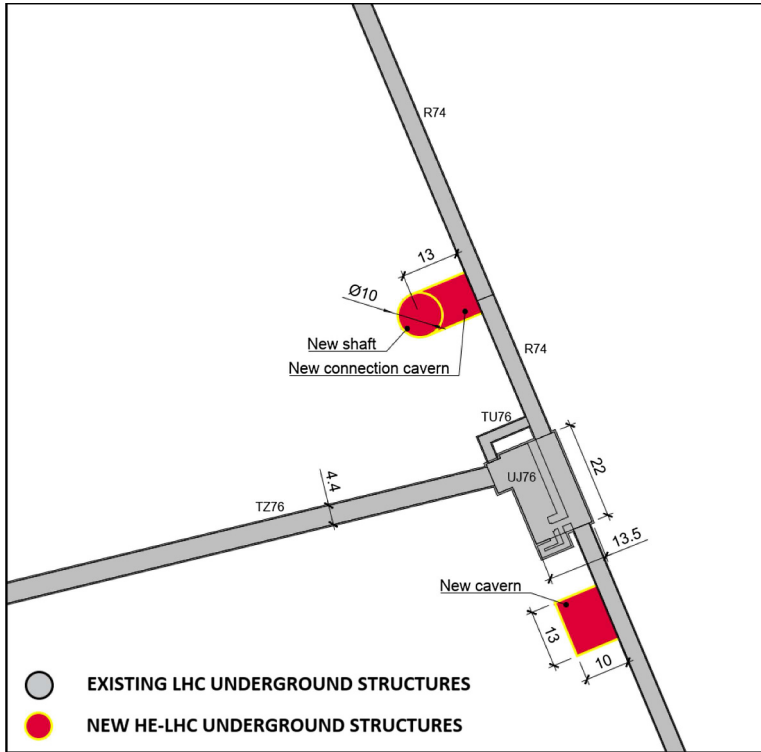 R74
13
Ø10
New shaft
New connection cavern
R74
TU76
22
UJ76
4.4
TZ76
13.5
New cavern
13
10
EXISTING LHC UNDERGROUND STRUCTURES
NEW HE-LHC UNDERGROUND STRUCTURES